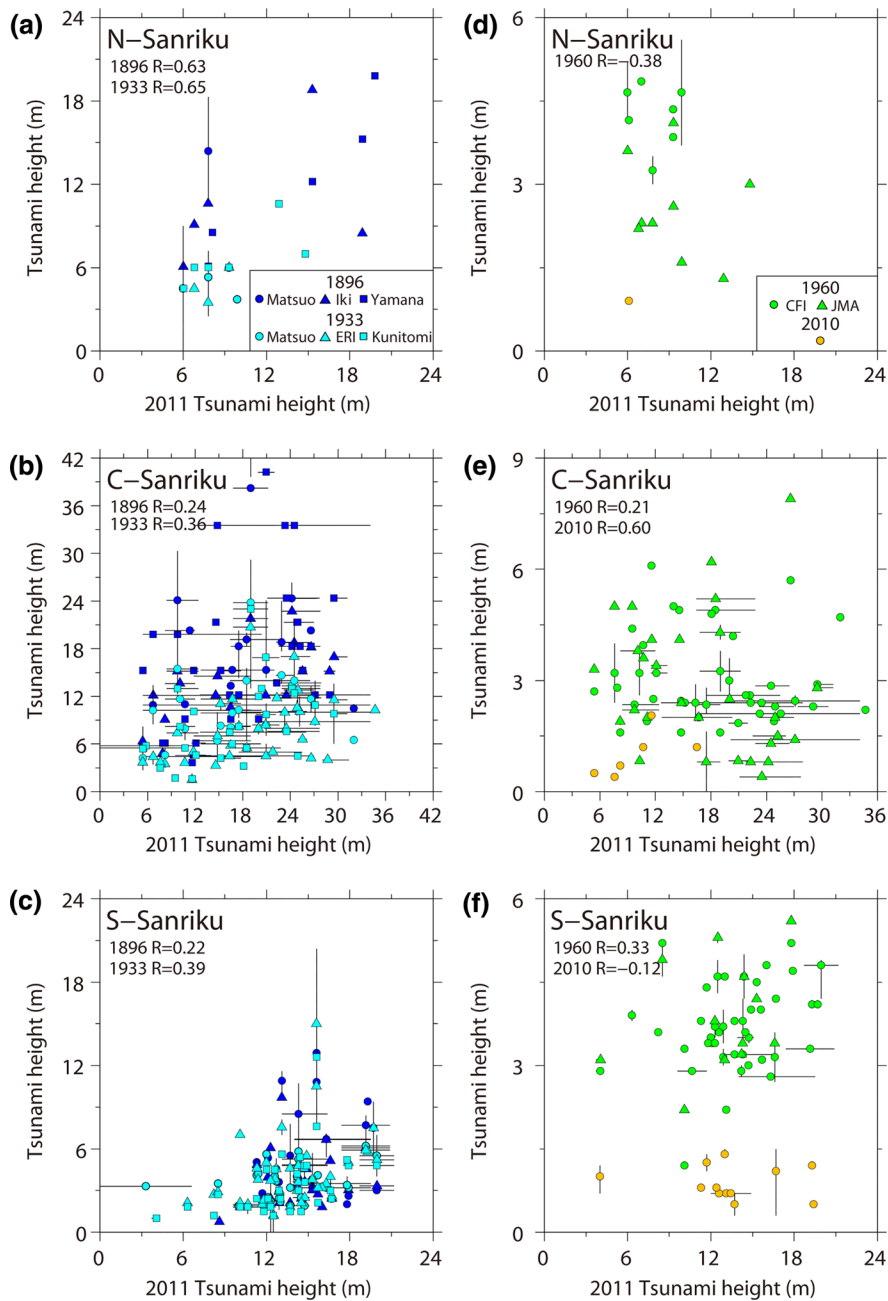 (a)
N−Sanriku
1896 R=0.63
1933 R=0.65
24
18
12
6
0
Tsunami height (m)
1896
Matsuo Iki Yamana
1933
Matsuo ERI Kunitomi
0 6 12 18 24
2011 Tsunami height (m)
(d)
N−Sanriku
1960 R=−0.38
6
3
0
Tsunami height (m)
1960
CFI JMA
2010
0 6 12 18 24
2011 Tsunami height (m)
(b)
C−Sanriku
1896 R=0.24
1933 R=0.36
42
36
30
24
18
12
6
0
Tsunami height (m)
0 6 12 18 24 30 36 42
2011 Tsunami height (m)
(e)
C−Sanriku
1960 R=0.21
2010 R=0.60
9
6
3
0
Tsunami height (m)
0 6 12 18 24 30 36
2011 Tsunami height (m)
(c)
S−Sanriku
1896 R=0.22
1933 R=0.39
24
18
12
6
0
Tsunami height (m)
0 6 12 18 24
2011 Tsunami height (m)
(f)
S−Sanriku
1960 R=0.33
2010 R=−0.12
6
3
0
Tsunami height (m)
0 6 12 18 24
2011 Tsunami height (m)